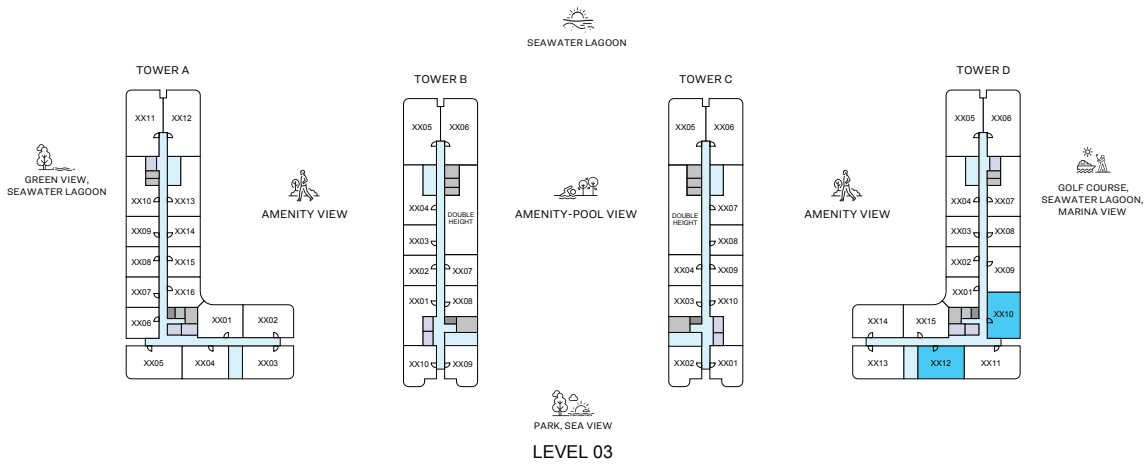 SEAWATER LAGOON
TOWER A
TOWER B
TOWER C
TOWER D
XX11 XX12
XX10 XX13
XX09 XX14
XX08 XX15
XX07 XX16
XX06 XX01 XX02
XX05 XX04 XX03
XX05 XX06
XX04 DOUBLE
HEIGHT
XX03
XX02 XX07
XX01 XX08
XX10 XX09
XX05 XX06
DOUBLE
HEIGHT
XX07
XX08
XX04 XX09
XX03 XX10
XX02 XX01
XX05 XX06
XX04 XX07
XX03 XX08
XX02 XX09
XX01 XX10
XX14 XX15
XX13 XX12 XX11
GREEN VIEW,
SEAWATER LAGOON
AMENITY VIEW
AMENITY-POOL VIEW
AMENITY VIEW
GOLF COURSE,
SEAWATER LAGOON,
MARINA VIEW
PARK, SEA VIEW
LEVEL 03